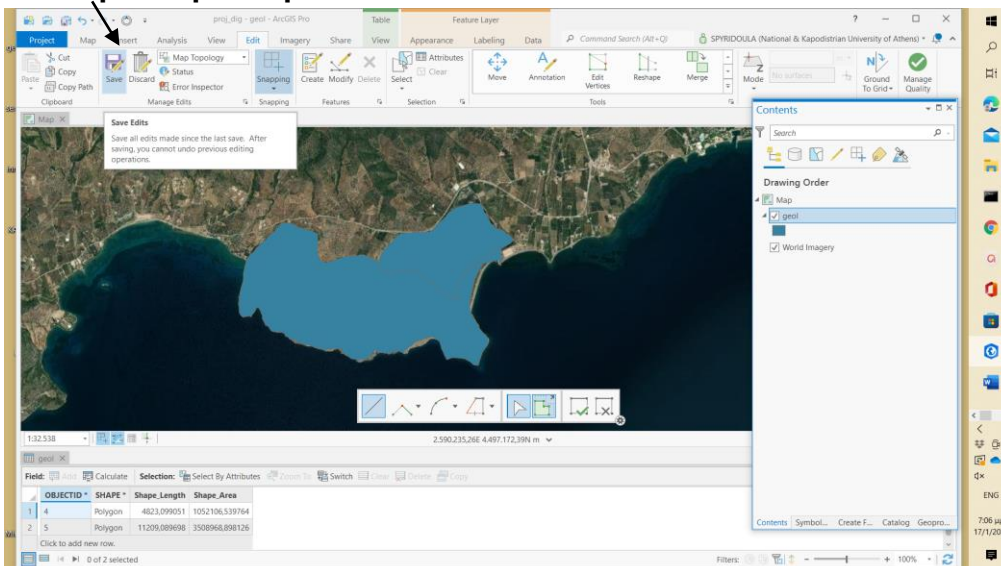 proj_dig - geol - ArcGIS Pro Table Feature Layer ?
Project Map Insert Analysis View Edit Imagery Share View Appearance Labeling Data Command Search (Alt+Q) SPYRIDOULA (National & Kapodistrian University of Athens)
Paste Cut Copy Copy Path
Save Discard Map Topology Status Error Inspector
Snapping Create Modify Delete Select Attributes Clear
Move Annotation Edit Vertices Reshape Merge
Mode No surfaces Ground To Grid Manage Quality
Clipboard Manage Edits Snapping Features Selection Tools
Map
Save Edits
Save all edits made since the last save. After
saving, you cannot undo previous editing
operations.
Contents
Search
Drawing Order
Map
geol
World Imagery
1:32.538 2.590.235,26E 4.497.172,39N m
geol
Field: Add Calculate Selection: Select By Attributes Zoom To Switch Clear Delete Copy
OBJECTID * SHAPE * Shape_Length Shape_Area
1 4 Polygon 4823,099051 1052106,539764
2 5 Polygon 11209,089698 3508968,898126
Click to add new row.
0 of 2 selected Filters: 100%
Contents Symbol... Create F... Catalog Geopro...
ENG
7:06 μμ
17/1/20